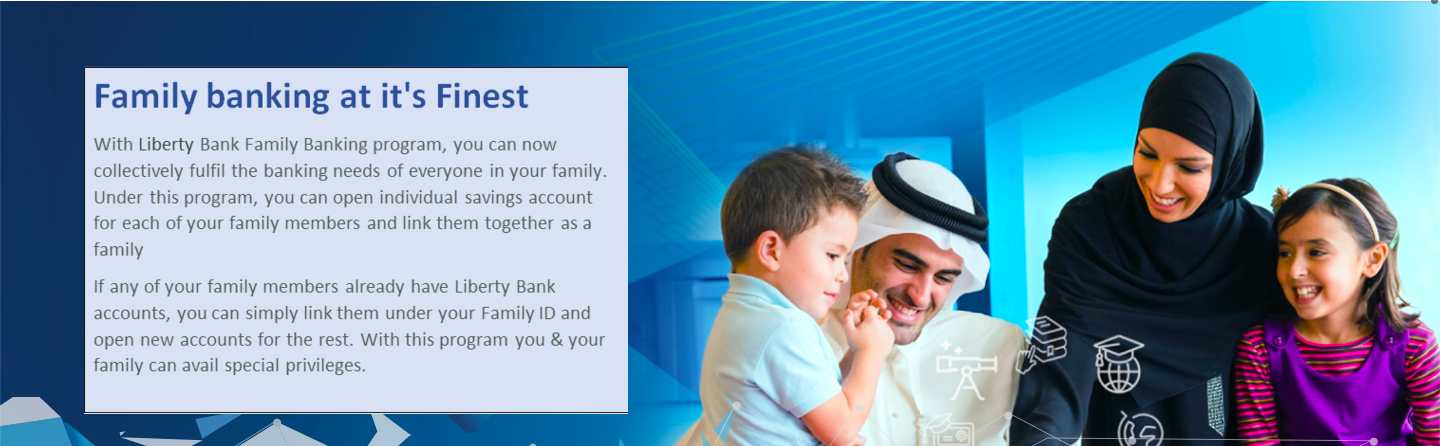 Family banking at it's Finest
With Liberty Bank Family Banking program, you can now
collectively fulfil the banking needs of everyone in your family.
Under this program, you can open individual savings account
for each of your family members and link them together as a
family
If any of your family members already have Liberty Bank
accounts, you can simply link them under your Family ID and
open new accounts for the rest. With this program you & your
family can avail special privileges.